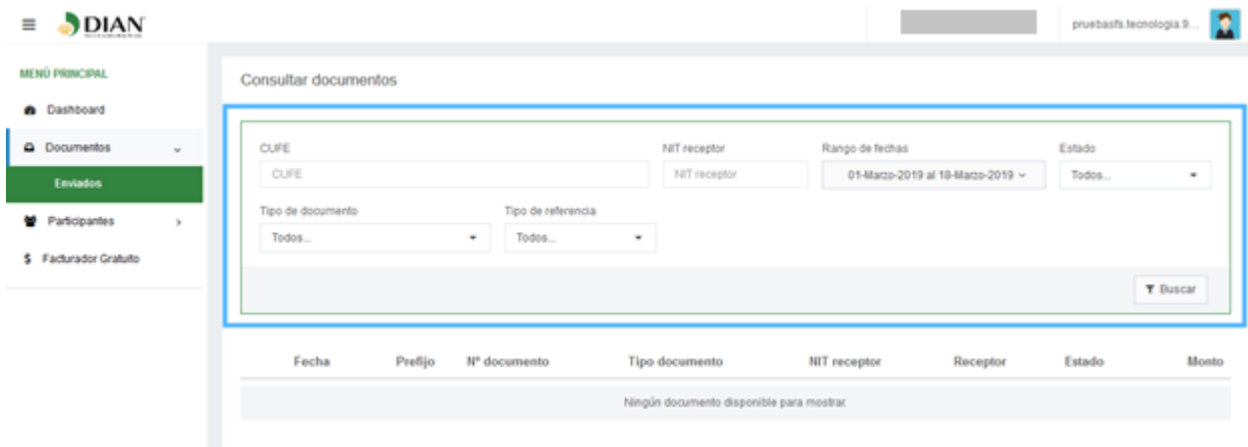 DIAN
pruebasfs.tecnologia.9...
MENÚ PRINCIPAL
Dashboard
Documentos
Enviados
Participantes
Facturador Gratuito
Consultar documentos
CUFE NIT receptor Rango de fechas Estado
CUFE NIT receptor 01-Marzo-2019 al 18-Marzo-2019 Todos...
Tipo de documento Tipo de referencia
Todos... Todos...
Buscar
Fecha Prefijo Nº documento Tipo documento NIT receptor Receptor Estado Monto
Ningún documento disponible para mostrar.